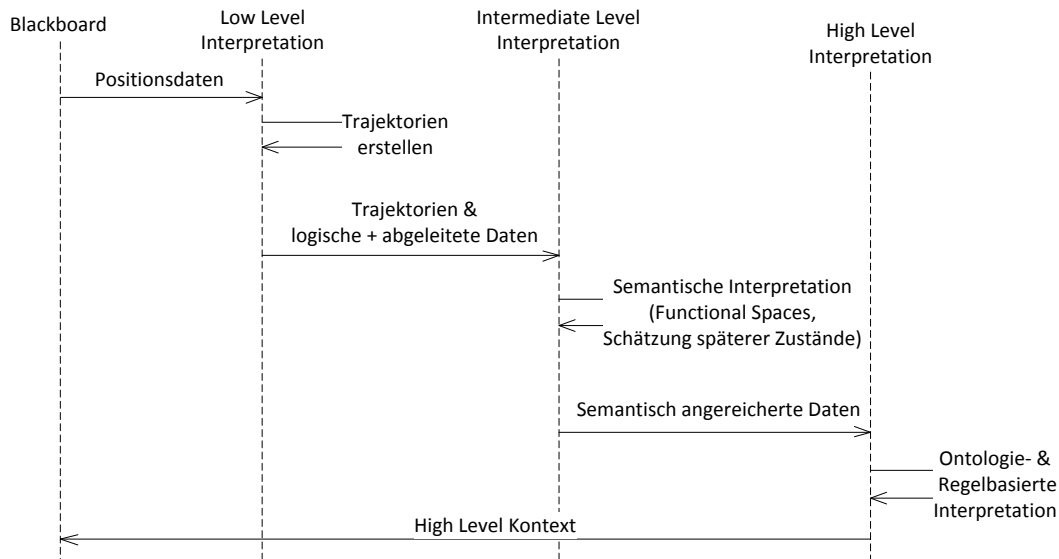 Blackboard
Low Level
Interpretation
Intermediate Level
Interpretation
High Level
Interpretation
Positionsdaten
Trajektorien
erstellen
Trajektorien &
logische + abgeleitete Daten
Semantische Interpretation
(Functional Spaces,
Schätzung späterer Zustände)
Semantisch angereicherte Daten
Ontologie- &
Regelbasierte
Interpretation
High Level Kontext